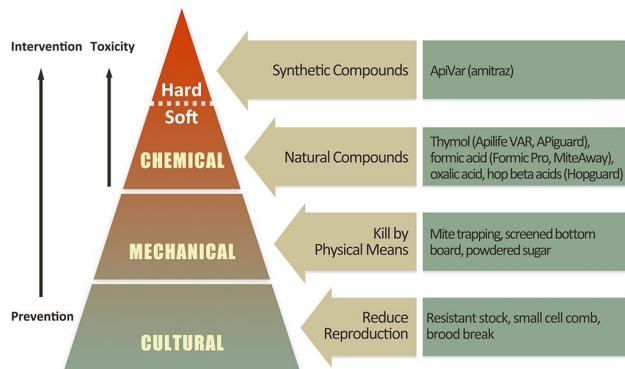 Intervention Toxicity
Hard
Soft
CHEMICAL
MECHANICAL
CULTURAL
Prevention
Synthetic Compounds
ApiVar (amitraz)
Natural Compounds
Thymol (Apilife VAR, APiguard),
formic acid (Formic Pro, MiteAway),
oxalic acid, hop beta acids (Hopguard)
Kill by
Physical Means
Mite trapping, screened bottom
board, powdered sugar
Reduce
Reproduction
Resistant stock, small cell comb,
brood break